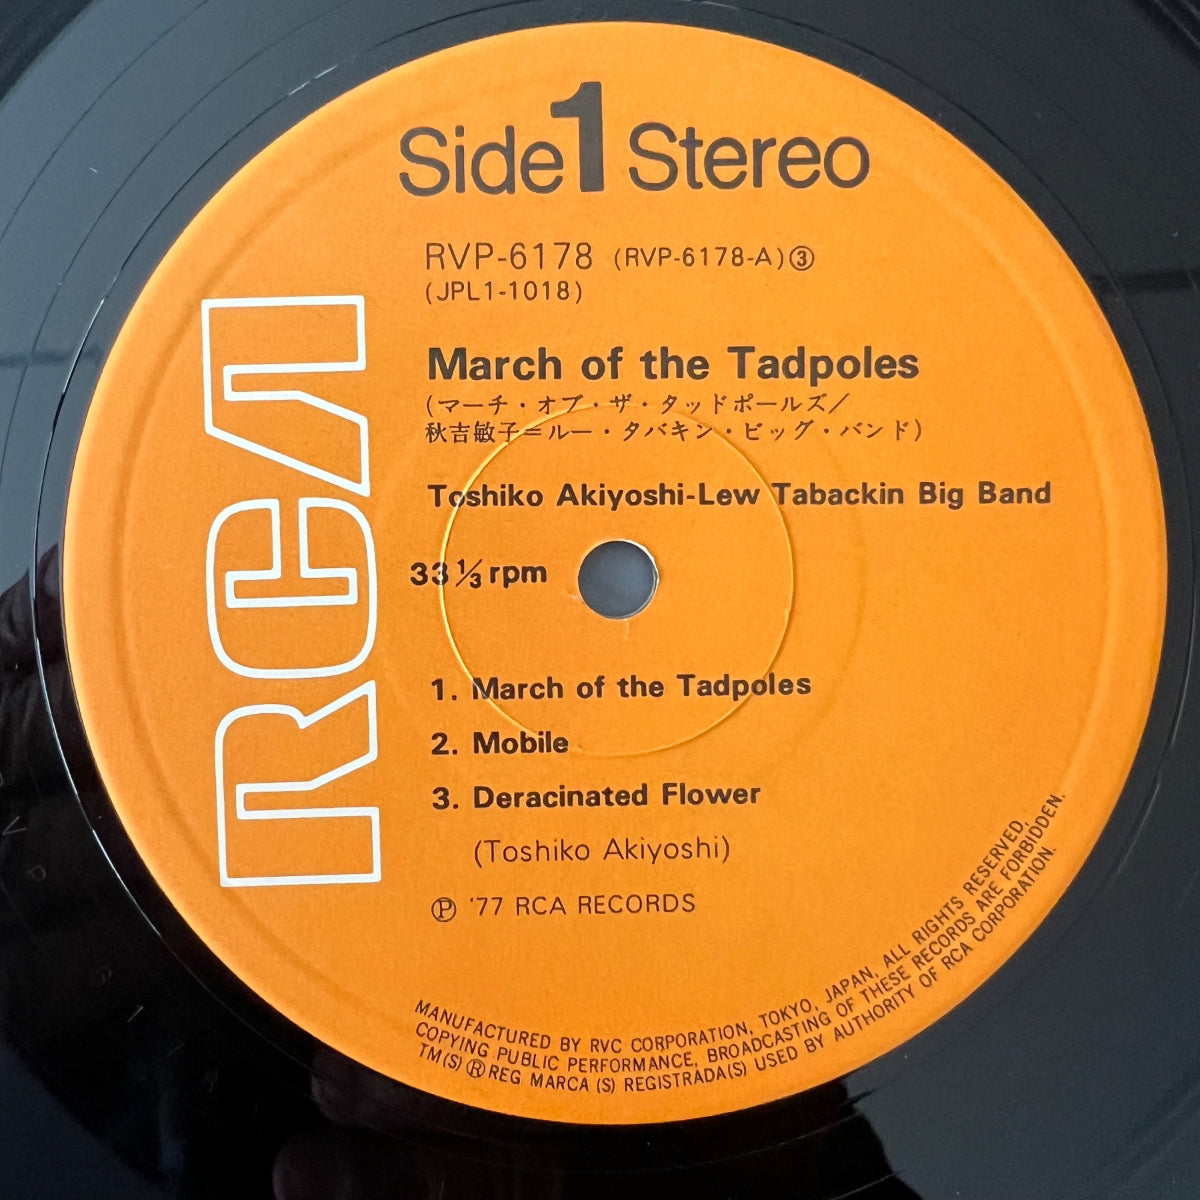 Side 1 Stereo
RVP-6178 (RVP-6178-A)③
(JPL1-1018)
March of the Tadpoles
(マーチ・オブ・ザ・タッドポールズ/
秋吉敏子=ルー・タバキン・ビッグ・バンド)
Toshiko Akiyoshi-Lew Tabackin Big Band
33⅓ rpm
1. March of the Tadpoles
2. Mobile
3. Deracinated Flower
(Toshiko Akiyoshi)
Ⓟ '77 RCA RECORDS
RCA
MANUFACTURED BY RVC CORPORATION, TOKYO, JAPAN, ALL RIGHTS RESERVED,
COPYING PUBLIC PERFORMANCE, BROADCASTING OF THESE RECORDS ARE FORBIDDEN.
TM(S) ® REG MARCA (S) REGISTRADA(S) USED BY AUTHORITY OF RCA CORPORATION.